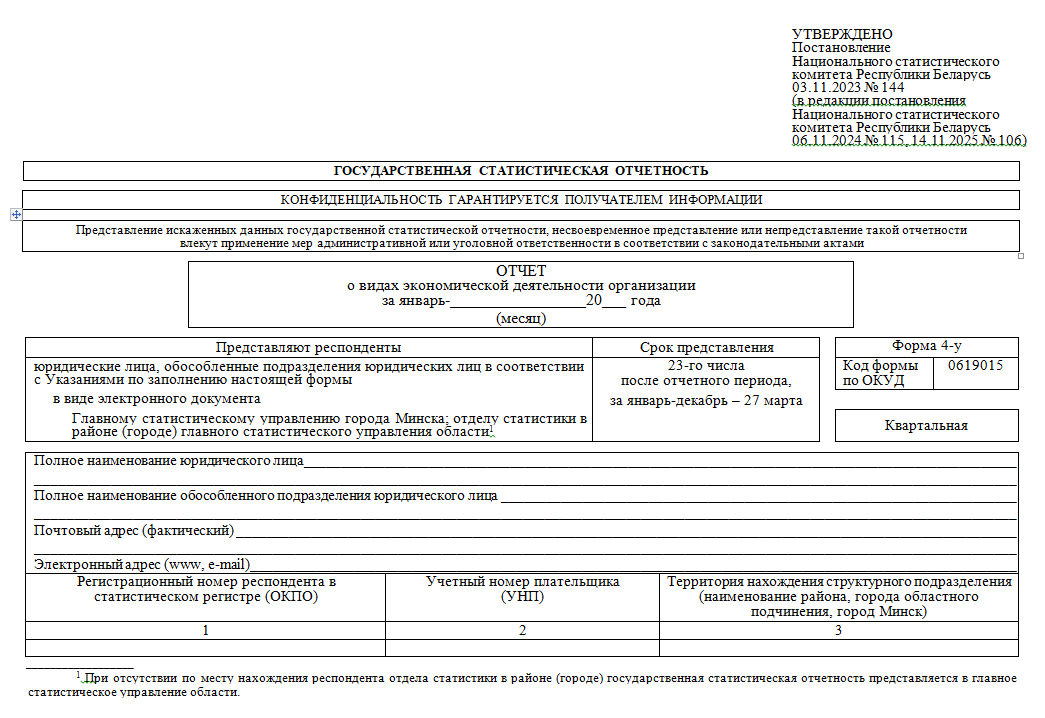 УТВЕРЖДЕНО
Постановление
Национального статистического
комитета Республики Беларусь
03.11.2023 № 144
(в редакции постановления
Национального статистического
комитета Республики Беларусь
06.11.2024 № 115, 14.11.2025 № 106)
ГОСУДАРСТВЕННАЯ СТАТИСТИЧЕСКАЯ ОТЧЕТНОСТЬ
КОНФИДЕНЦИАЛЬНОСТЬ ГАРАНТИРУЕТСЯ ПОЛУЧАТЕЛЕМ ИНФОРМАЦИИ
Представление искаженных данных государственной статистической отчетности, несвоевременное представление или непредставление такой отчетности
влекут применение мер административной или уголовной ответственности в соответствии с законодательными актами
ОТЧЕТ
о видах экономической деятельности организации
за январь-__________________20___ года
(месяц)
Представляют респонденты
Срок представления
юридические лица, обособленные подразделения юридических лиц в соответствии
с Указаниями по заполнению настоящей формы
в виде электронного документа
Главному статистическому управлению города Минска; отделу статистики в
районе (городе) главного статистического управления области¹
23-го числа
после отчетного периода,
за январь-декабрь – 27 марта
Форма 4-у
Код формы
по ОКУД
0619015
Квартальная
Полное наименование юридического лица
Полное наименование обособленного подразделения юридического лица
Почтовый адрес (фактический)
Электронный адрес (www, e-mail)
Регистрационный номер респондента в
статистическом регистре (ОКПО)
Учетный номер плательщика
(УНП)
Территория нахождения структурного подразделения
(наименование района, города областного
подчинения, город Минск)
1
2
3
¹ При отсутствии по месту нахождения респондента отдела статистики в районе (городе) государственная статистическая отчетность представляется в главное
статистическое управление области.